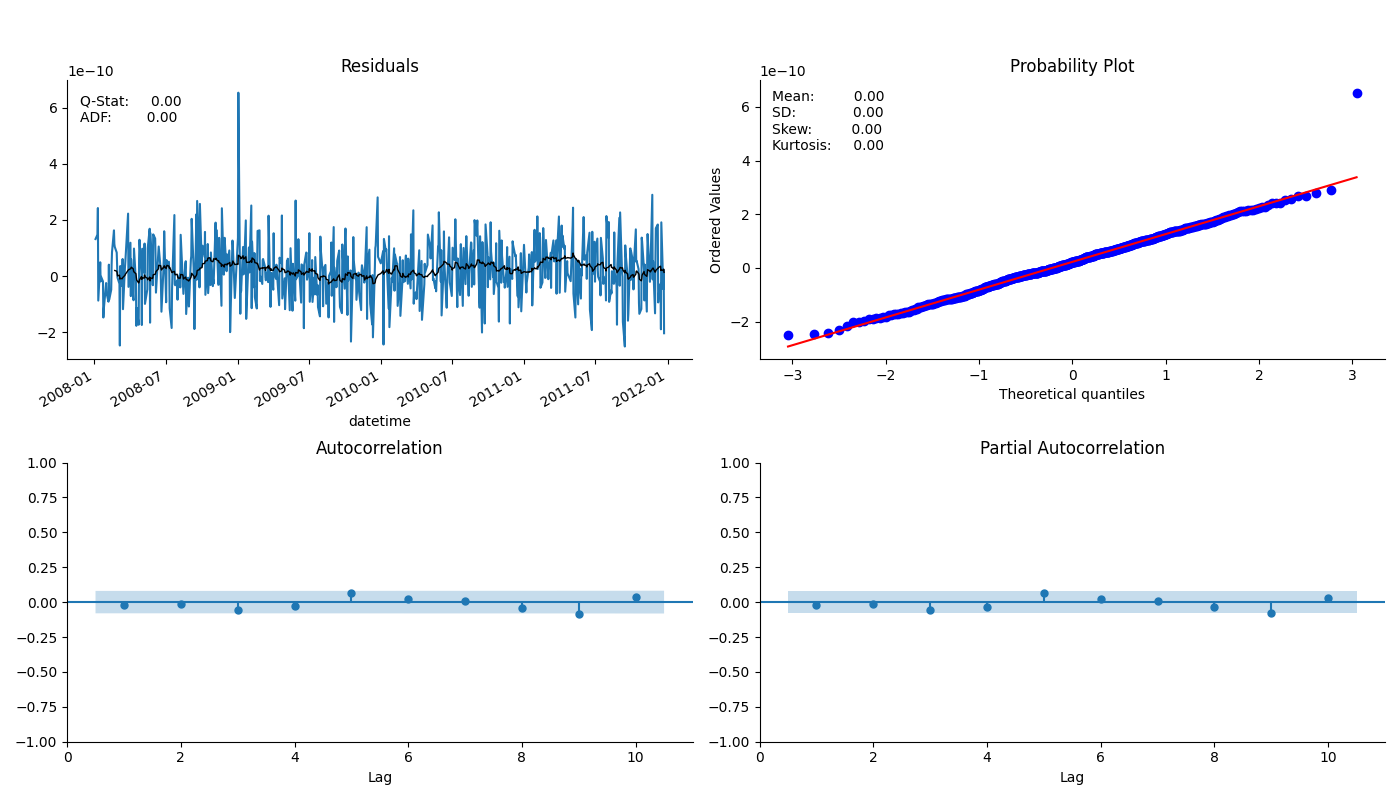 Residuals
1e−10
Q-Stat: 0.00
ADF: 0.00
6
4
2
0
−2
2008-01
2008-07
2009-01
2009-07
2010-01
2010-07
2011-01
2011-07
2012-01
datetime
Probability Plot
1e−10
Mean: 0.00
SD: 0.00
Skew: 0.00
Kurtosis: 0.00
Ordered Values
6
4
2
0
−2
−3 −2 −1 0 1 2 3
Theoretical quantiles
Autocorrelation
1.00
0.75
0.50
0.25
0.00
−0.25
−0.50
−0.75
−1.00
0 2 4 6 8 10
Lag
Partial Autocorrelation
1.00
0.75
0.50
0.25
0.00
−0.25
−0.50
−0.75
−1.00
0 2 4 6 8 10
Lag